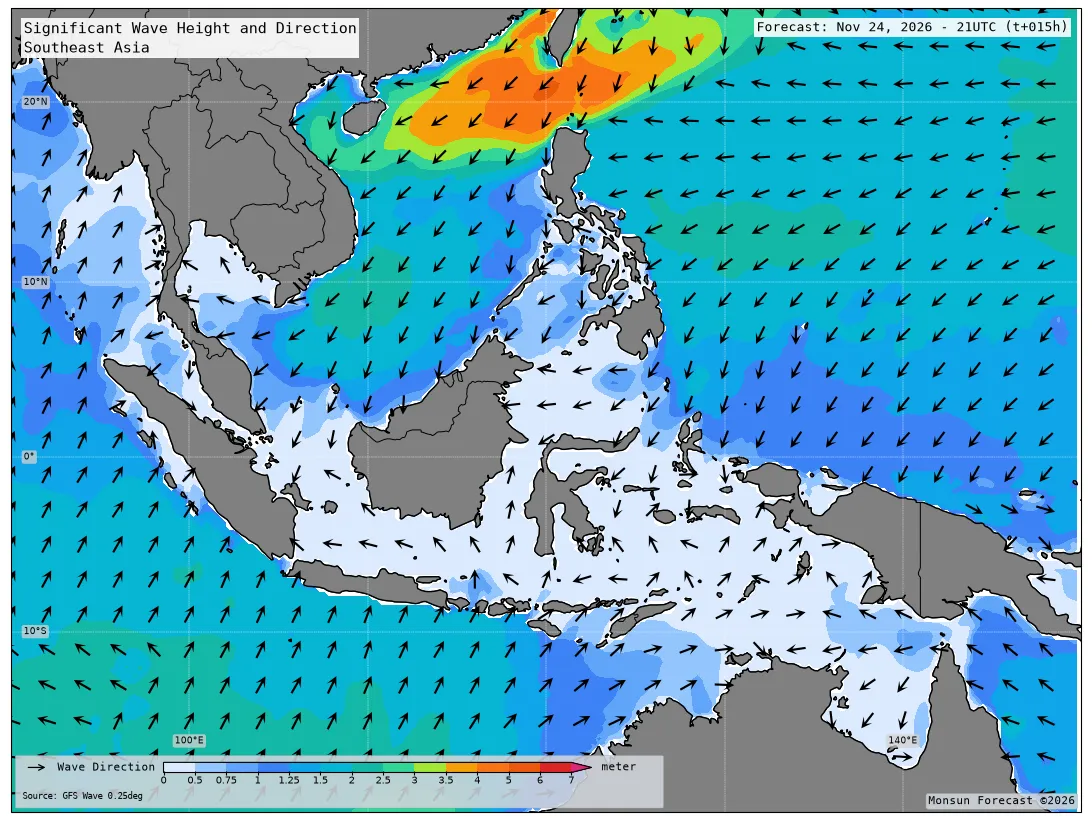 Significant Wave Height and Direction
Southeast Asia
Forecast: Nov 24, 2026 - 21UTC (t+015h)
20°N
10°N
0°
10°S
100°E
140°E
Wave Direction
0 0.5 0.75 1 1.25 1.5 2 2.5 3 3.5 4 5 6 7
meter
Source: GFS Wave 0.25deg
Monsun Forecast ©2026